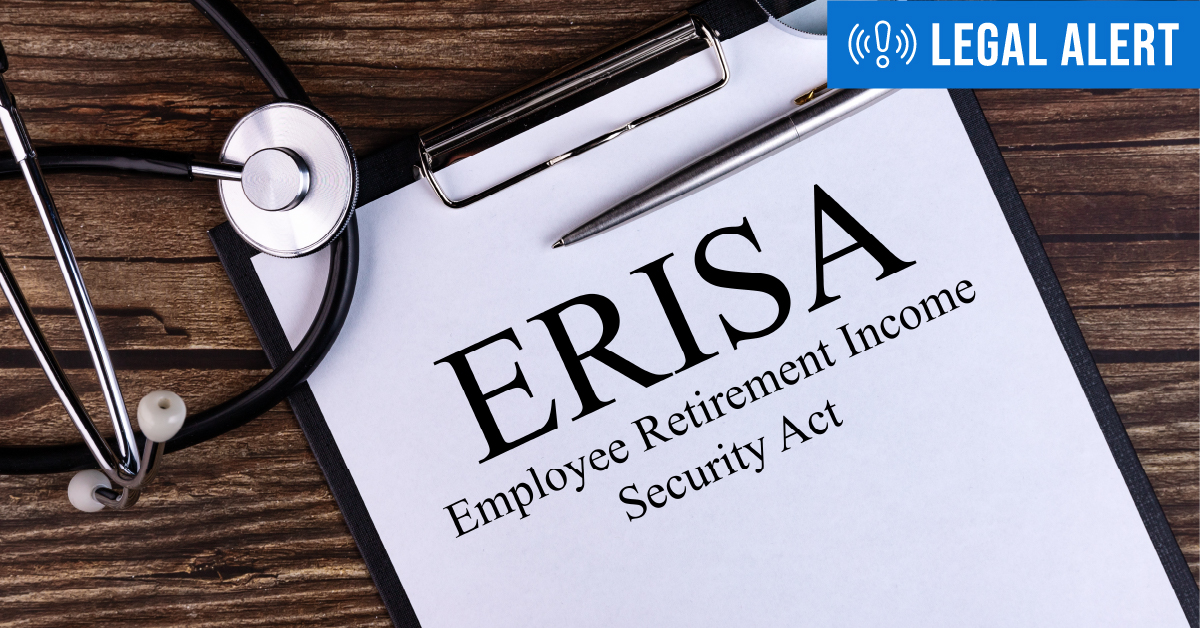 LEGAL ALERT
ERISA
Employee Retirement Income
Security Act